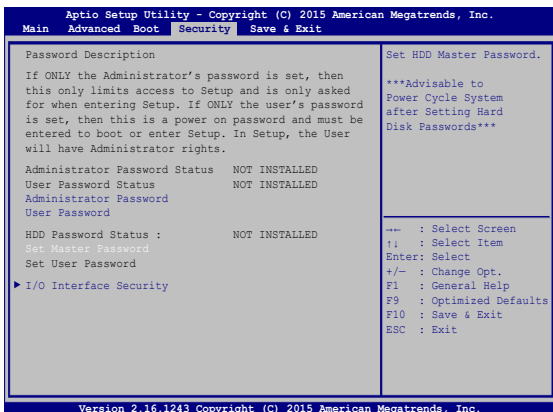 Aptio Setup Utility - Copyright (C) 2015 American Megatrends, Inc.
Main Advanced Boot Security Save & Exit
Password Description
If ONLY the Administrator's password is set, then
this only limits access to Setup and is only asked
for when entering Setup. If ONLY the user's password
is set, then this is a power on password and must be
entered to boot or enter Setup. In Setup, the User
will have Administrator rights.
Administrator Password Status NOT INSTALLED
User Password Status NOT INSTALLED
Administrator Password
User Password
HDD Password Status : NOT INSTALLED
Set Master Password
Set User Password
I/O Interface Security
Set HDD Master Password.
***Advisable to
Power Cycle System
after Setting Hard
Disk Passwords***
→← : Select Screen
↑↓ : Select Item
Enter: Select
+/— : Change Opt.
F1 : General Help
F9 : Optimized Defaults
F10 : Save & Exit
ESC : Exit
Version 2.16.1243 Copyright (C) 2015 American Megatrends, Inc.